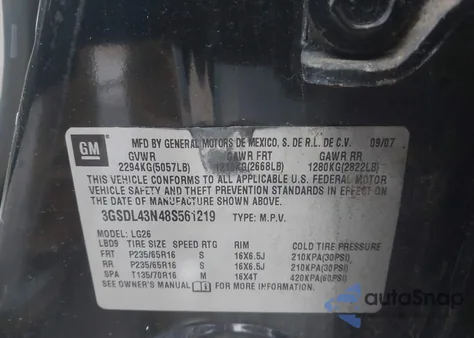 GM
MFD BY GENERAL MOTORS DE MEXICO, S. DE R.L. DE C.V. 09/07
GVWR GAWR FRT GAWR RR
2294KG(5057LB) 1210KG(2668LB) 1280KG(2822LB)
THIS VEHICLE CONFORMS TO ALL APPLICABLE U.S. FEDERAL MOTOR
VEHICLE SAFETY AND THEFT PREVENTION STANDARDS IN EFFECT ON
THE DATE OF MANUFACTURE SHOWN ABOVE.
3GSDL43N48S561219 TYPE: M.P.V.
MODEL: LG26
LBD9 TIRE SIZE SPEED RTG RIM COLD TIRE PRESSURE
FRT P235/65R16 S 16X6.5J 210KPA(30PSI)
RR P235/65R16 S 16X6.5J 210KPA(30PSI)
SPA T135/70R16 M 16X4T 420KPA(60PSI)
SEE OWNER'S MANUAL FOR MORE INFORMATION.
autoSnap